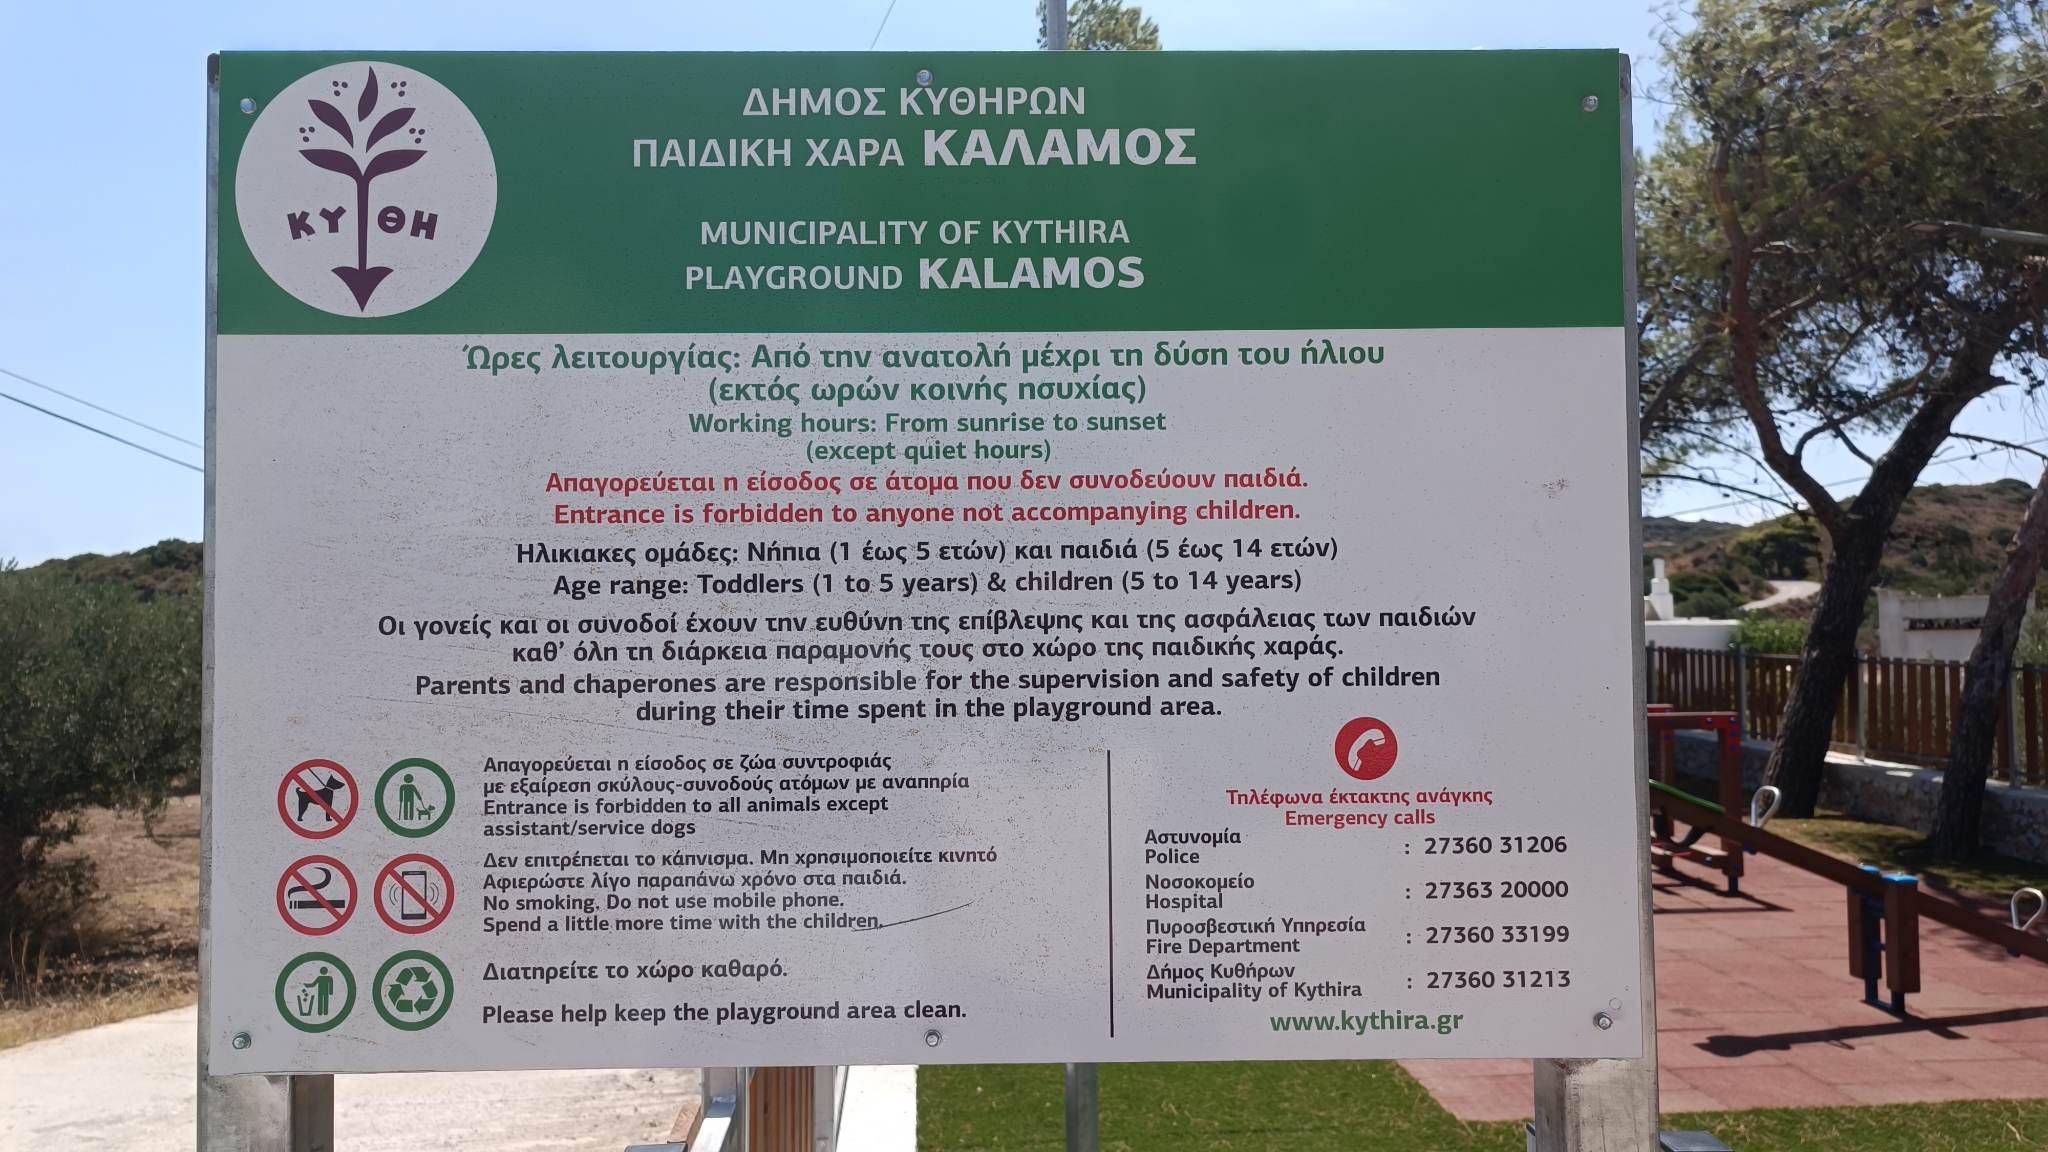 ΚΥΘΗ
ΔΗΜΟΣ ΚΥΘΗΡΩΝ
ΠΑΙΔΙΚΗ ΧΑΡΑ ΚΑΛΑΜΟΣ
MUNICIPALITY OF KYTHIRA
PLAYGROUND KALAMOS
Ώρες λειτουργίας: Από την ανατολή μέχρι τη δύση του ήλιου
(εκτός ωρών κοινής ησυχίας)
Working hours: From sunrise to sunset
(except quiet hours)
Απαγορεύεται η είσοδος σε άτομα που δεν συνοδεύουν παιδιά.
Entrance is forbidden to anyone not accompanying children.
Ηλικιακες ομάδες: Νήπια (1 έως 5 ετών) και παιδιά (5 έως 14 ετών)
Age range: Toddlers (1 to 5 years) & children (5 to 14 years)
Οι γονείς και οι συνοδοί έχουν την ευθύνη της επίβλεψης και της ασφάλειας των παιδιών
καθ' όλη τη διάρκεια παραμονής τους στο χώρο της παιδικής χαράς.
Parents and chaperones are responsible for the supervision and safety of children
during their time spent in the playground area.
Απαγορεύεται η είσοδος σε ζώα συντροφιάς
με εξαίρεση σκύλους-συνοδούς ατόμων με αναπηρία
Entrance is forbidden to all animals except
assistant/service dogs
Δεν επιτρέπεται το κάπνισμα. Μη χρησιμοποιείτε κινητό
Αφιερώστε λίγο παραπάνω χρόνο στα παιδιά.
No smoking. Do not use mobile phone.
Spend a little more time with the children.
Διατηρείτε το χώρο καθαρό.
Please help keep the playground area clean.
Τηλέφωνα έκτακτης ανάγκης
Emergency calls
Αστυνομία
Police : 27360 31206
Νοσοκομείο
Hospital : 27363 20000
Πυροσβεστική Υπηρεσία
Fire Department : 27360 33199
Δήμος Κυθήρων
Municipality of Kythira : 27360 31213
www.kythira.gr